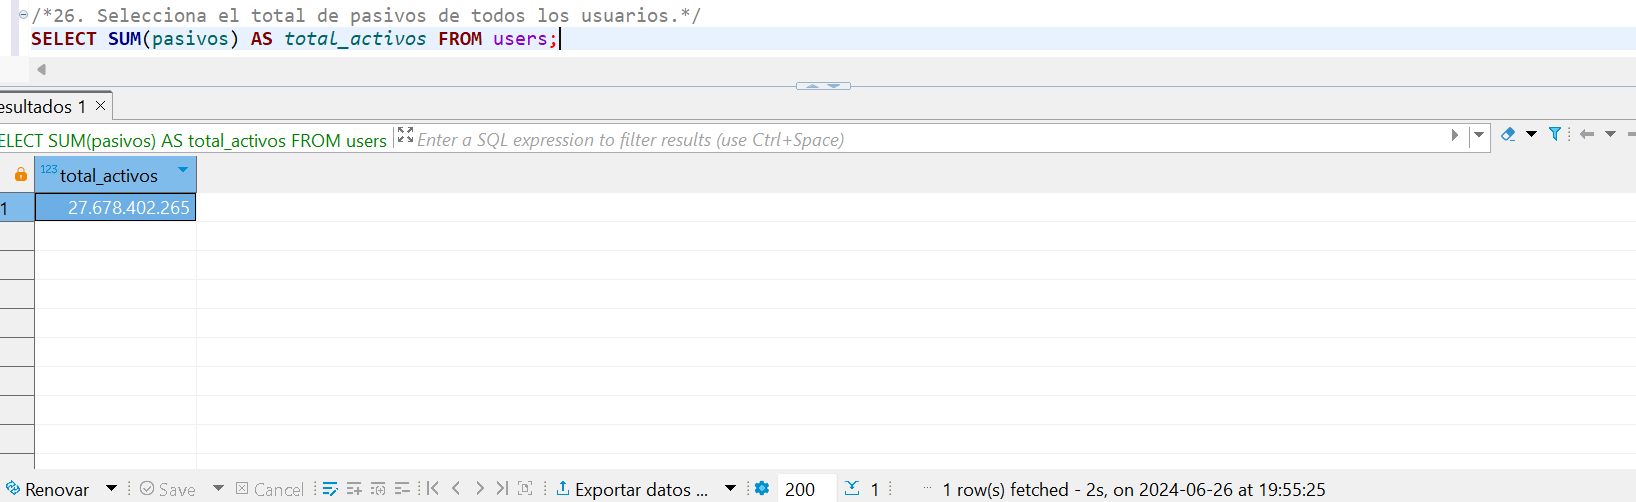 /*26. Selecciona el total de pasivos de todos los usuarios.*/
SELECT SUM(pasivos) AS total_activos FROM users;
esultados 1
ELECT SUM(pasivos) AS total_activos FROM users Enter a SQL expression to filter results (use Ctrl+Space)
123 total_activos
1 27.678.402.265
Renovar Save Cancel Exportar datos ... 200 1 ... 1 row(s) fetched - 2s, on 2024-06-26 at 19:55:25